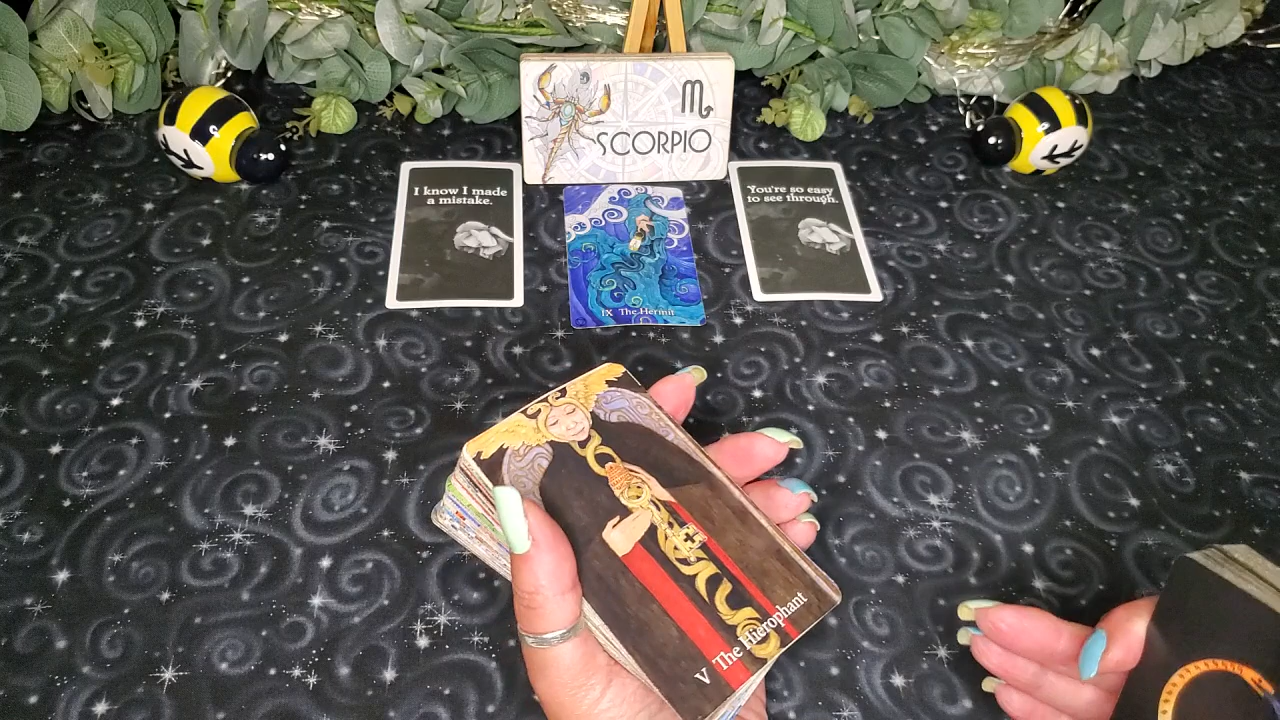 ♏
SCORPIO
I know I made
a mistake.
You're so easy
to see through.
IX The Hermit
V The Hierophant